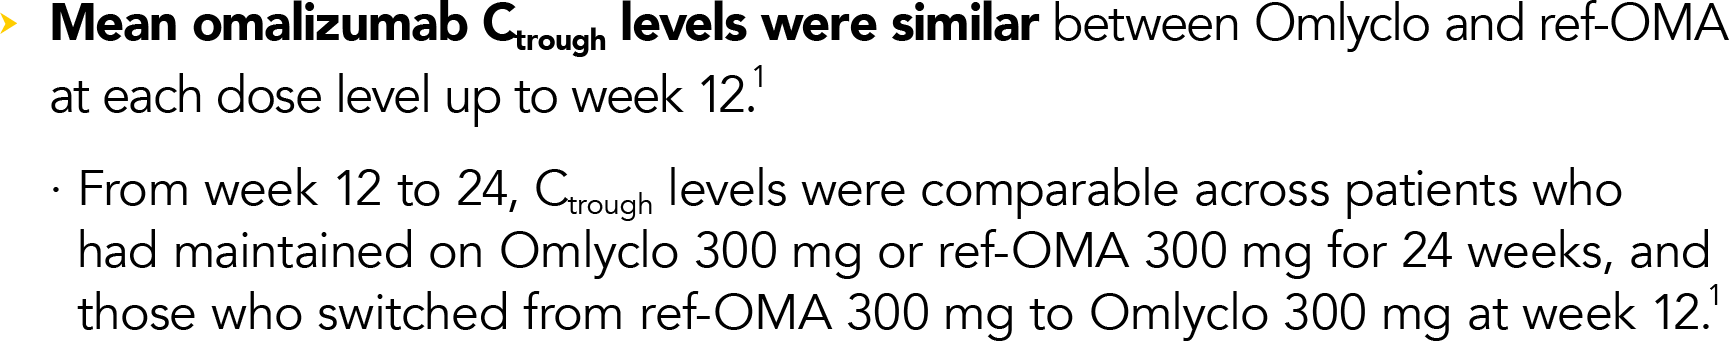 Mean omalizumab Ctrough levels were similar between Omlyclo and ref-OMA
at each dose level up to week 12.1
· From week 12 to 24, Ctrough levels were comparable across patients who
had maintained on Omlyclo 300 mg or ref-OMA 300 mg for 24 weeks, and
those who switched from ref-OMA 300 mg to Omlyclo 300 mg at week 12.1